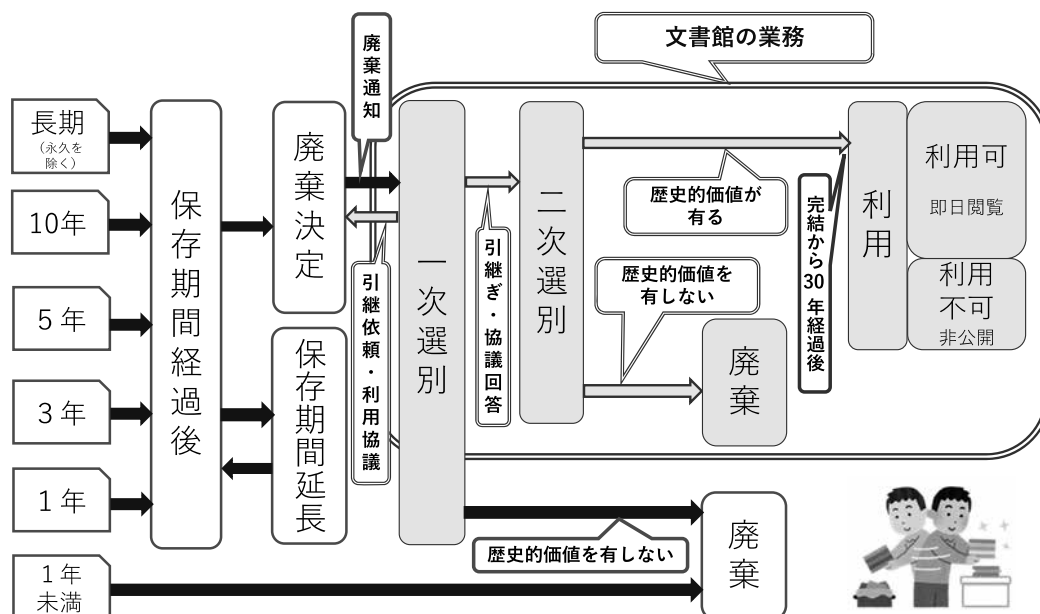 文書館の業務
廃棄通知
長期
（永久を
除く）
10年
5年
3年
1年
1年
未満
保存期間経過後
廃棄決定
保存期間延長
引継依頼・利用協議
一次選別
引継ぎ・協議回答
二次選別
歴史的価値が
有る
歴史的価値を
有しない
廃棄
完結から30年経過後
利用
利用可
即日閲覧
利用
不可
非公開
歴史的価値を有しない
廃棄